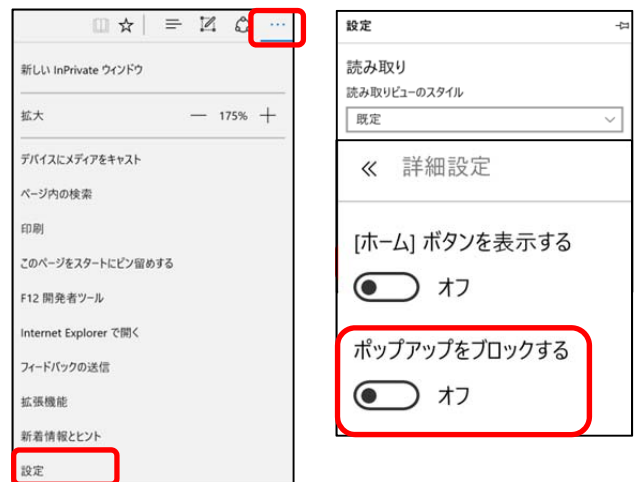 新しい InPrivate ウィンドウ
拡大
175%
デバイスにメディアをキャスト
ページ内の検索
印刷
このページをスタートにピン留めする
F12 開発者ツール
Internet Explorer で開く
フィードバックの送信
拡張機能
新着情報とヒント
設定
設定
読み取り
読み取りビューのスタイル
既定
詳細設定
[ホーム] ボタンを表示する
オフ
ポップアップをブロックする
オフ